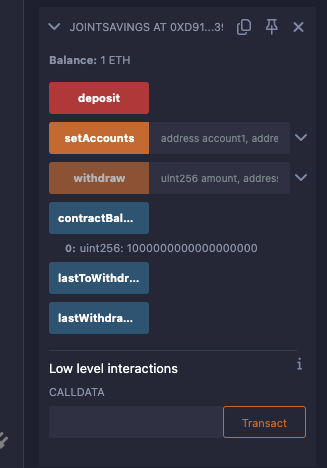 JOINTSAVINGS AT 0XD91...39
Balance: 1 ETH
deposit
setAccounts address account1, addre
withdraw uint256 amount, address
contractBal...
0: uint256: 1000000000000000000
lastToWithdr...
lastWithdra...
Low level interactions
i
CALLDATA
Transact